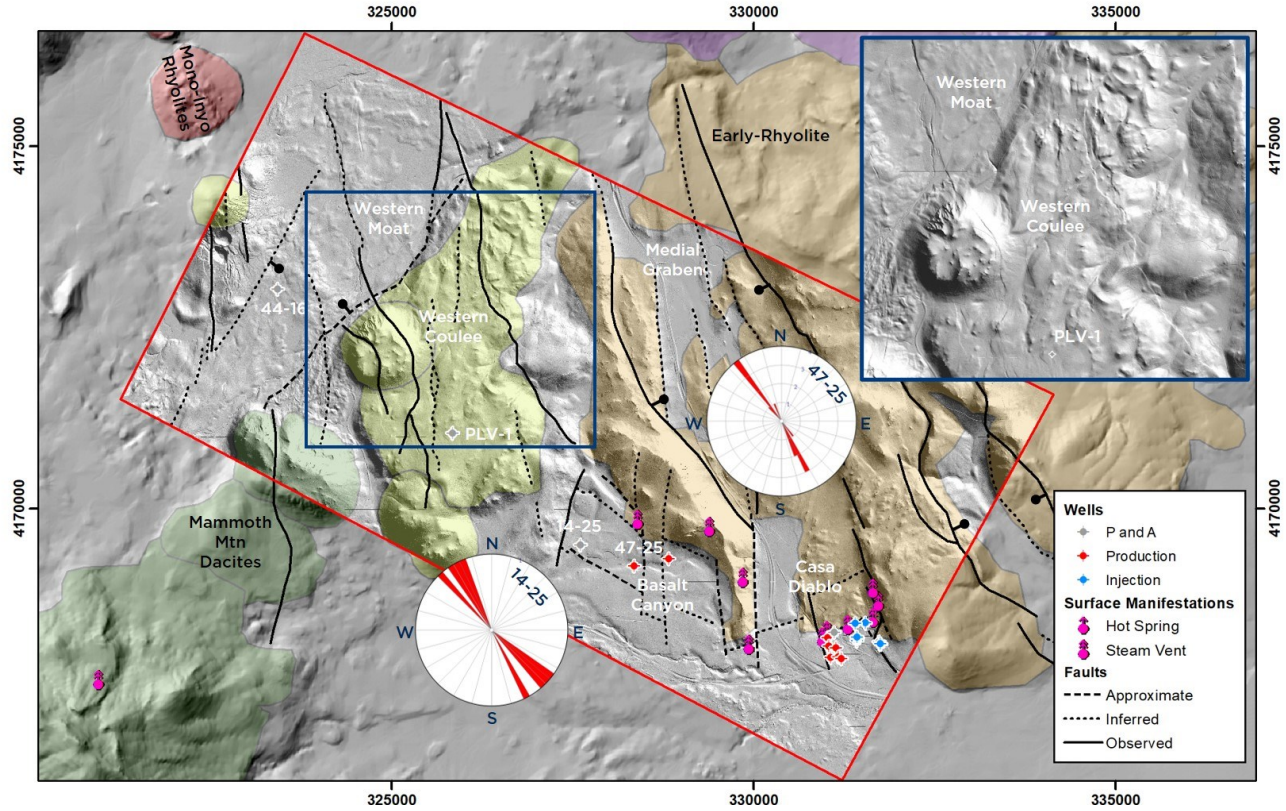 325000
330000
335000
4175000
4175000
Mono-Inyo
Rhyolites
Early-Rhyolite
Western
Moat
Western
Coulee
PLV-1
Western
Moat
Medial
Graben
44-16
Western
Coulee
PLV-1
N
47-25
W
E
S
4170000
4170000
Mammoth
Mtn
Dacites
14-25
47-25
Basalt
Canyon
Casa
Diablo
N
14-25
W
E
S
Wells
P and A
Production
Injection
Surface Manifestations
Hot Spring
Steam Vent
Faults
Approximate
Inferred
Observed
325000
330000
335000